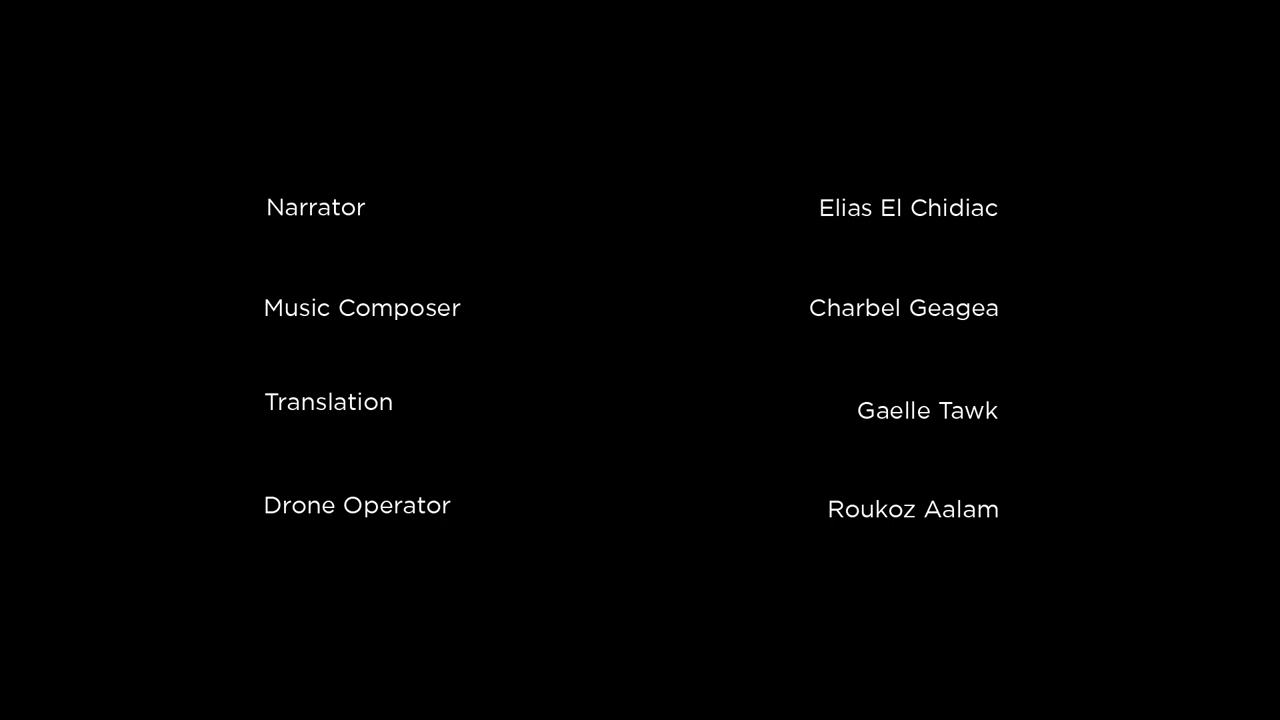 Narrator Elias El Chidiac
Music Composer Charbel Geagea
Translation Gaelle Tawk
Drone Operator Roukoz Aalam